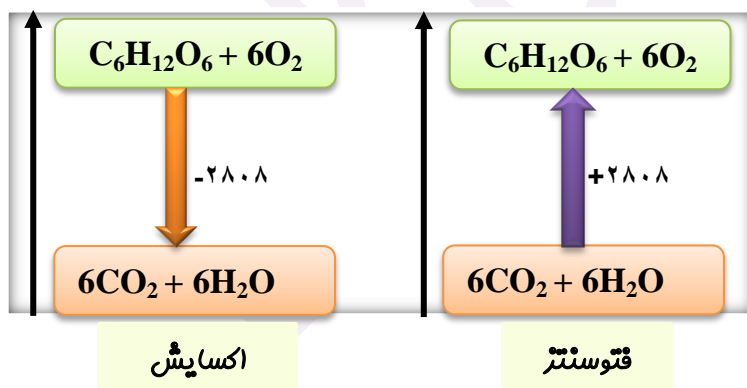 C₆H₁₂O₆ + 6O₂
-۲۸۰۸
6CO₂ + 6H₂O
اکسایش
C₆H₁₂O₆ + 6O₂
+۲۸۰۸
6CO₂ + 6H₂O
فتوسنتز